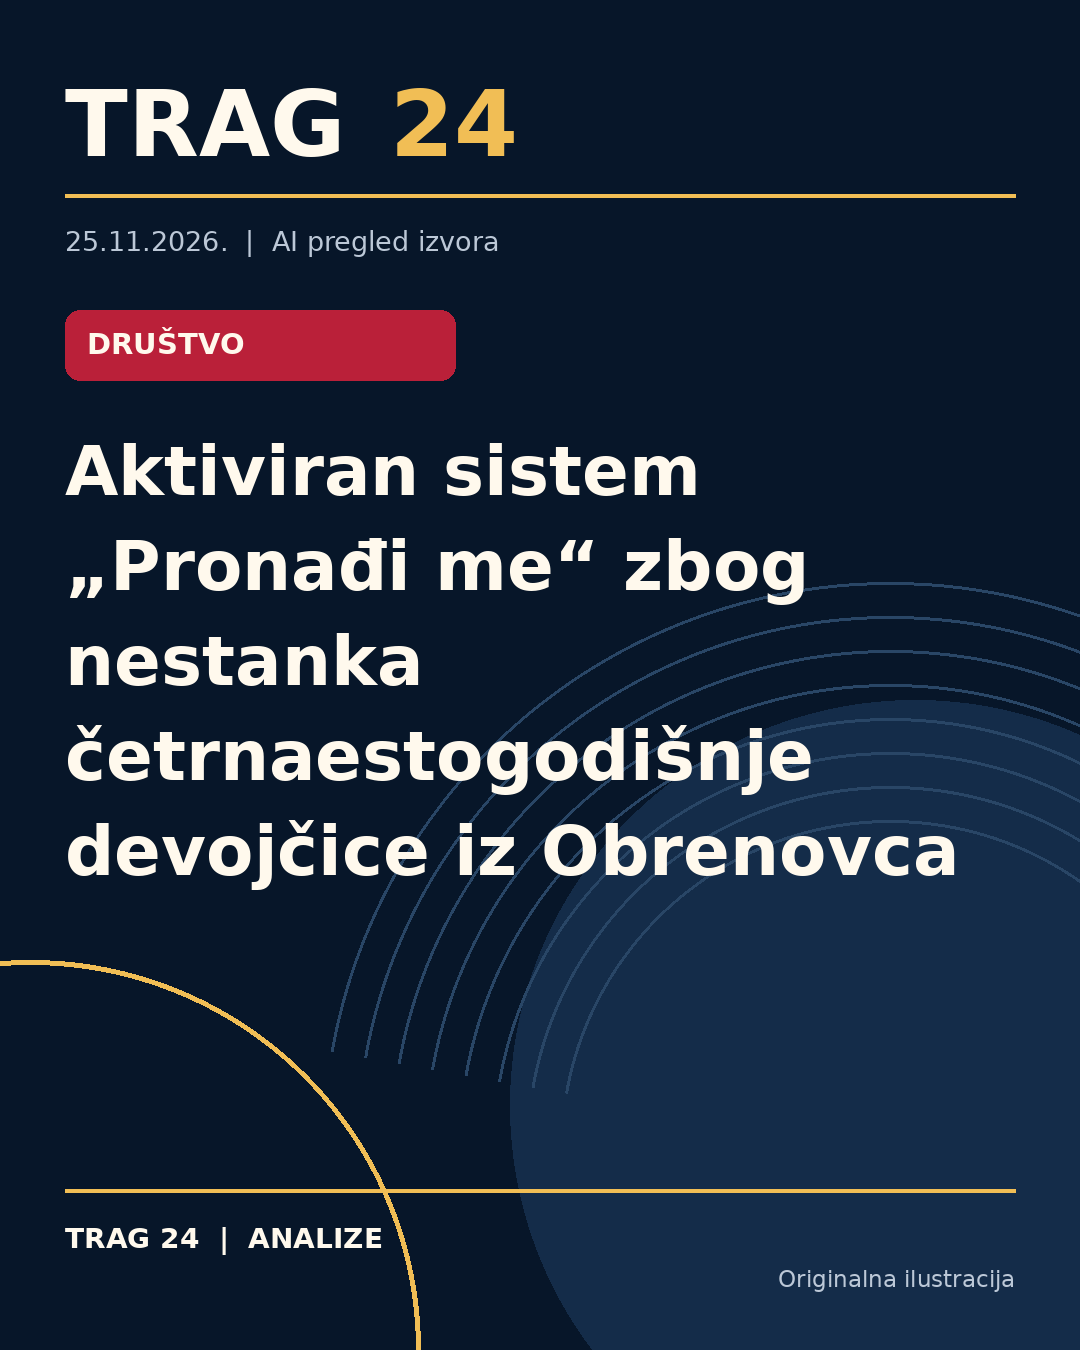 TRAG 24
25.11.2026. | AI pregled izvora
DRUŠTVO
Aktiviran sistem
„Pronađi me“ zbog
nestanka
četrnaestogodišnje
devojčice iz Obrenovca
TRAG 24 | ANALIZE
Originalna ilustracija